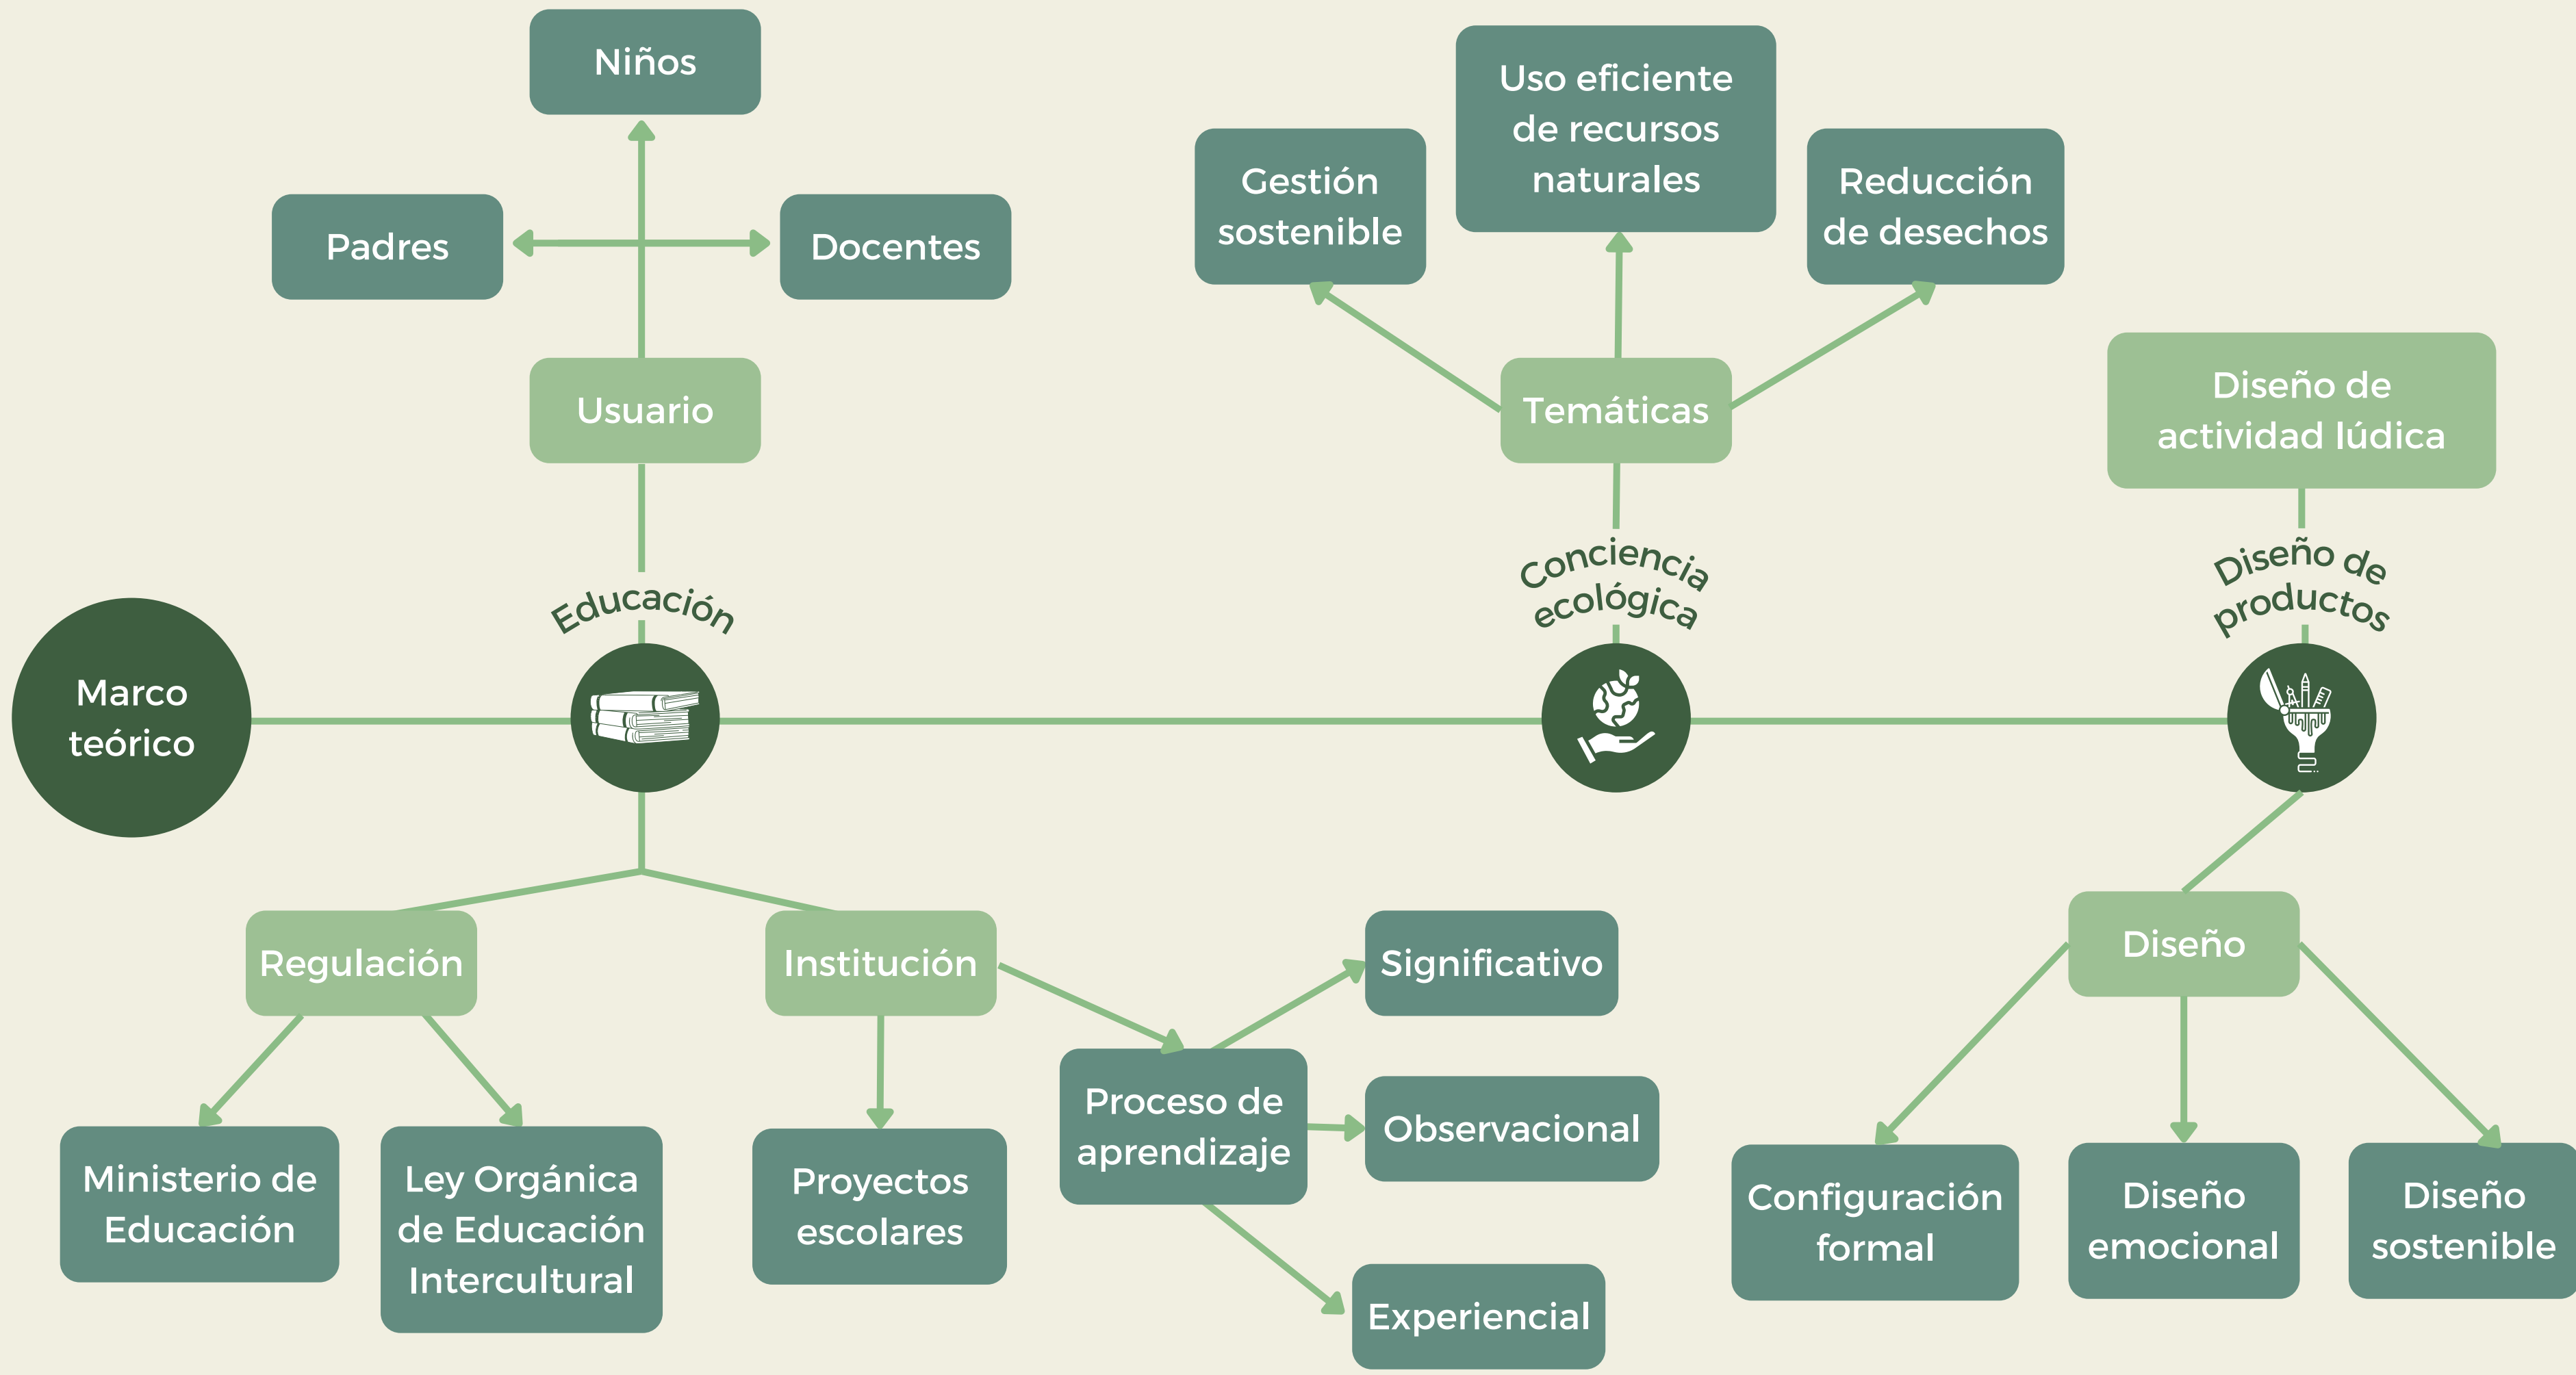 Niños
Padres
Docentes
Usuario
Educación
Uso eficiente
de recursos
naturales
Gestión
sostenible
Reducción
de desechos
Temáticas
Conciencia
ecológica
Diseño de
actividad lúdica
Diseño de
productos
Marco
teórico
Regulación
Institución
Ministerio de
Educación
Ley Orgánica
de Educación
Intercultural
Proyectos
escolares
Proceso de
aprendizaje
Significativo
Observacional
Experiencial
Diseño
Configuración
formal
Diseño
emocional
Diseño
sostenible